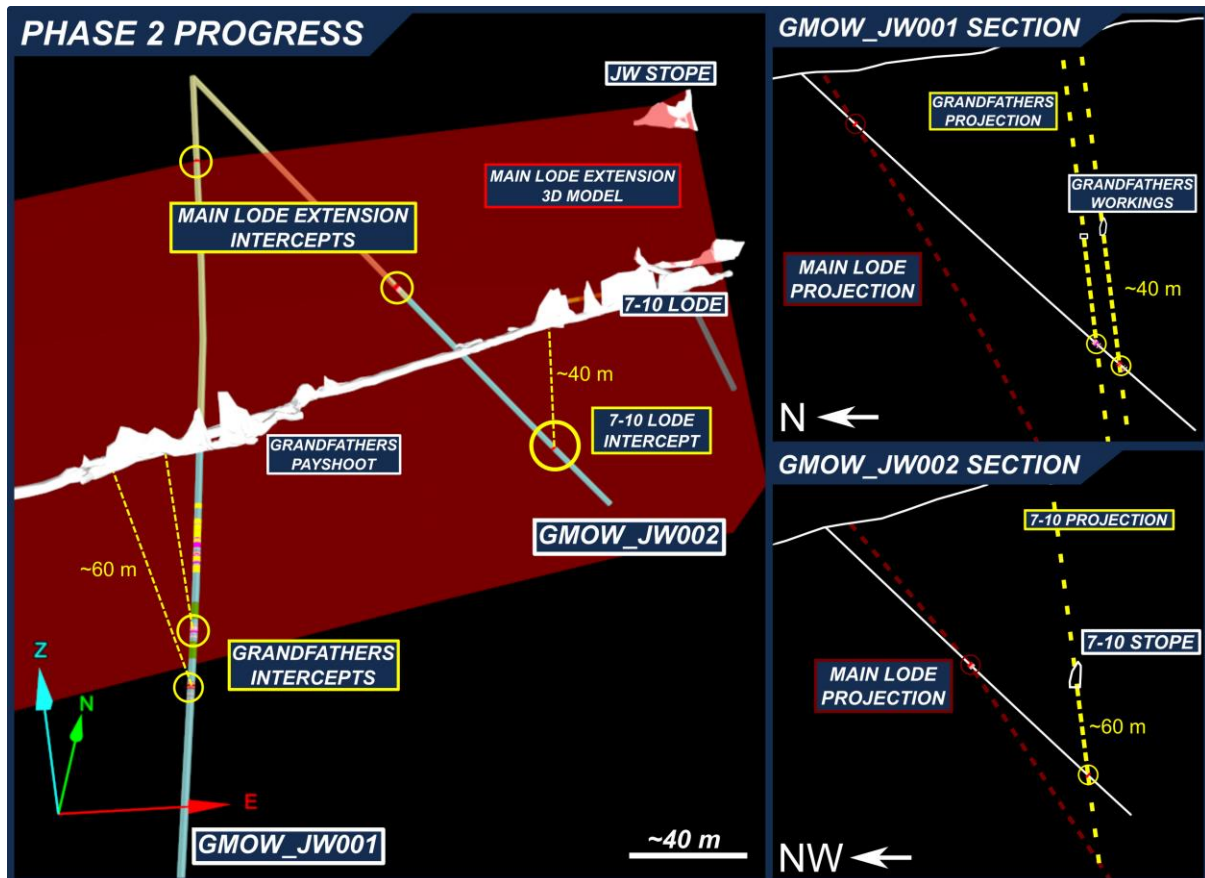 PHASE 2 PROGRESS
JW STOPE
MAIN LODE EXTENSION
3D MODEL
MAIN LODE EXTENSION
INTERCEPTS
7-10 LODE
~40 m
7-10 LODE
INTERCEPT
GRANDFATHERS
PAYSHOOT
GMOW_JW002
~60 m
GRANDFATHERS
INTERCEPTS
Z
N
E
GMOW_JW001
~40 m
GMOW_JW001 SECTION
GRANDFATHERS
PROJECTION
GRANDFATHERS
WORKINGS
MAIN LODE
PROJECTION
~40 m
N
GMOW_JW002 SECTION
7-10 PROJECTION
7-10 STOPE
MAIN LODE
PROJECTION
~60 m
NW